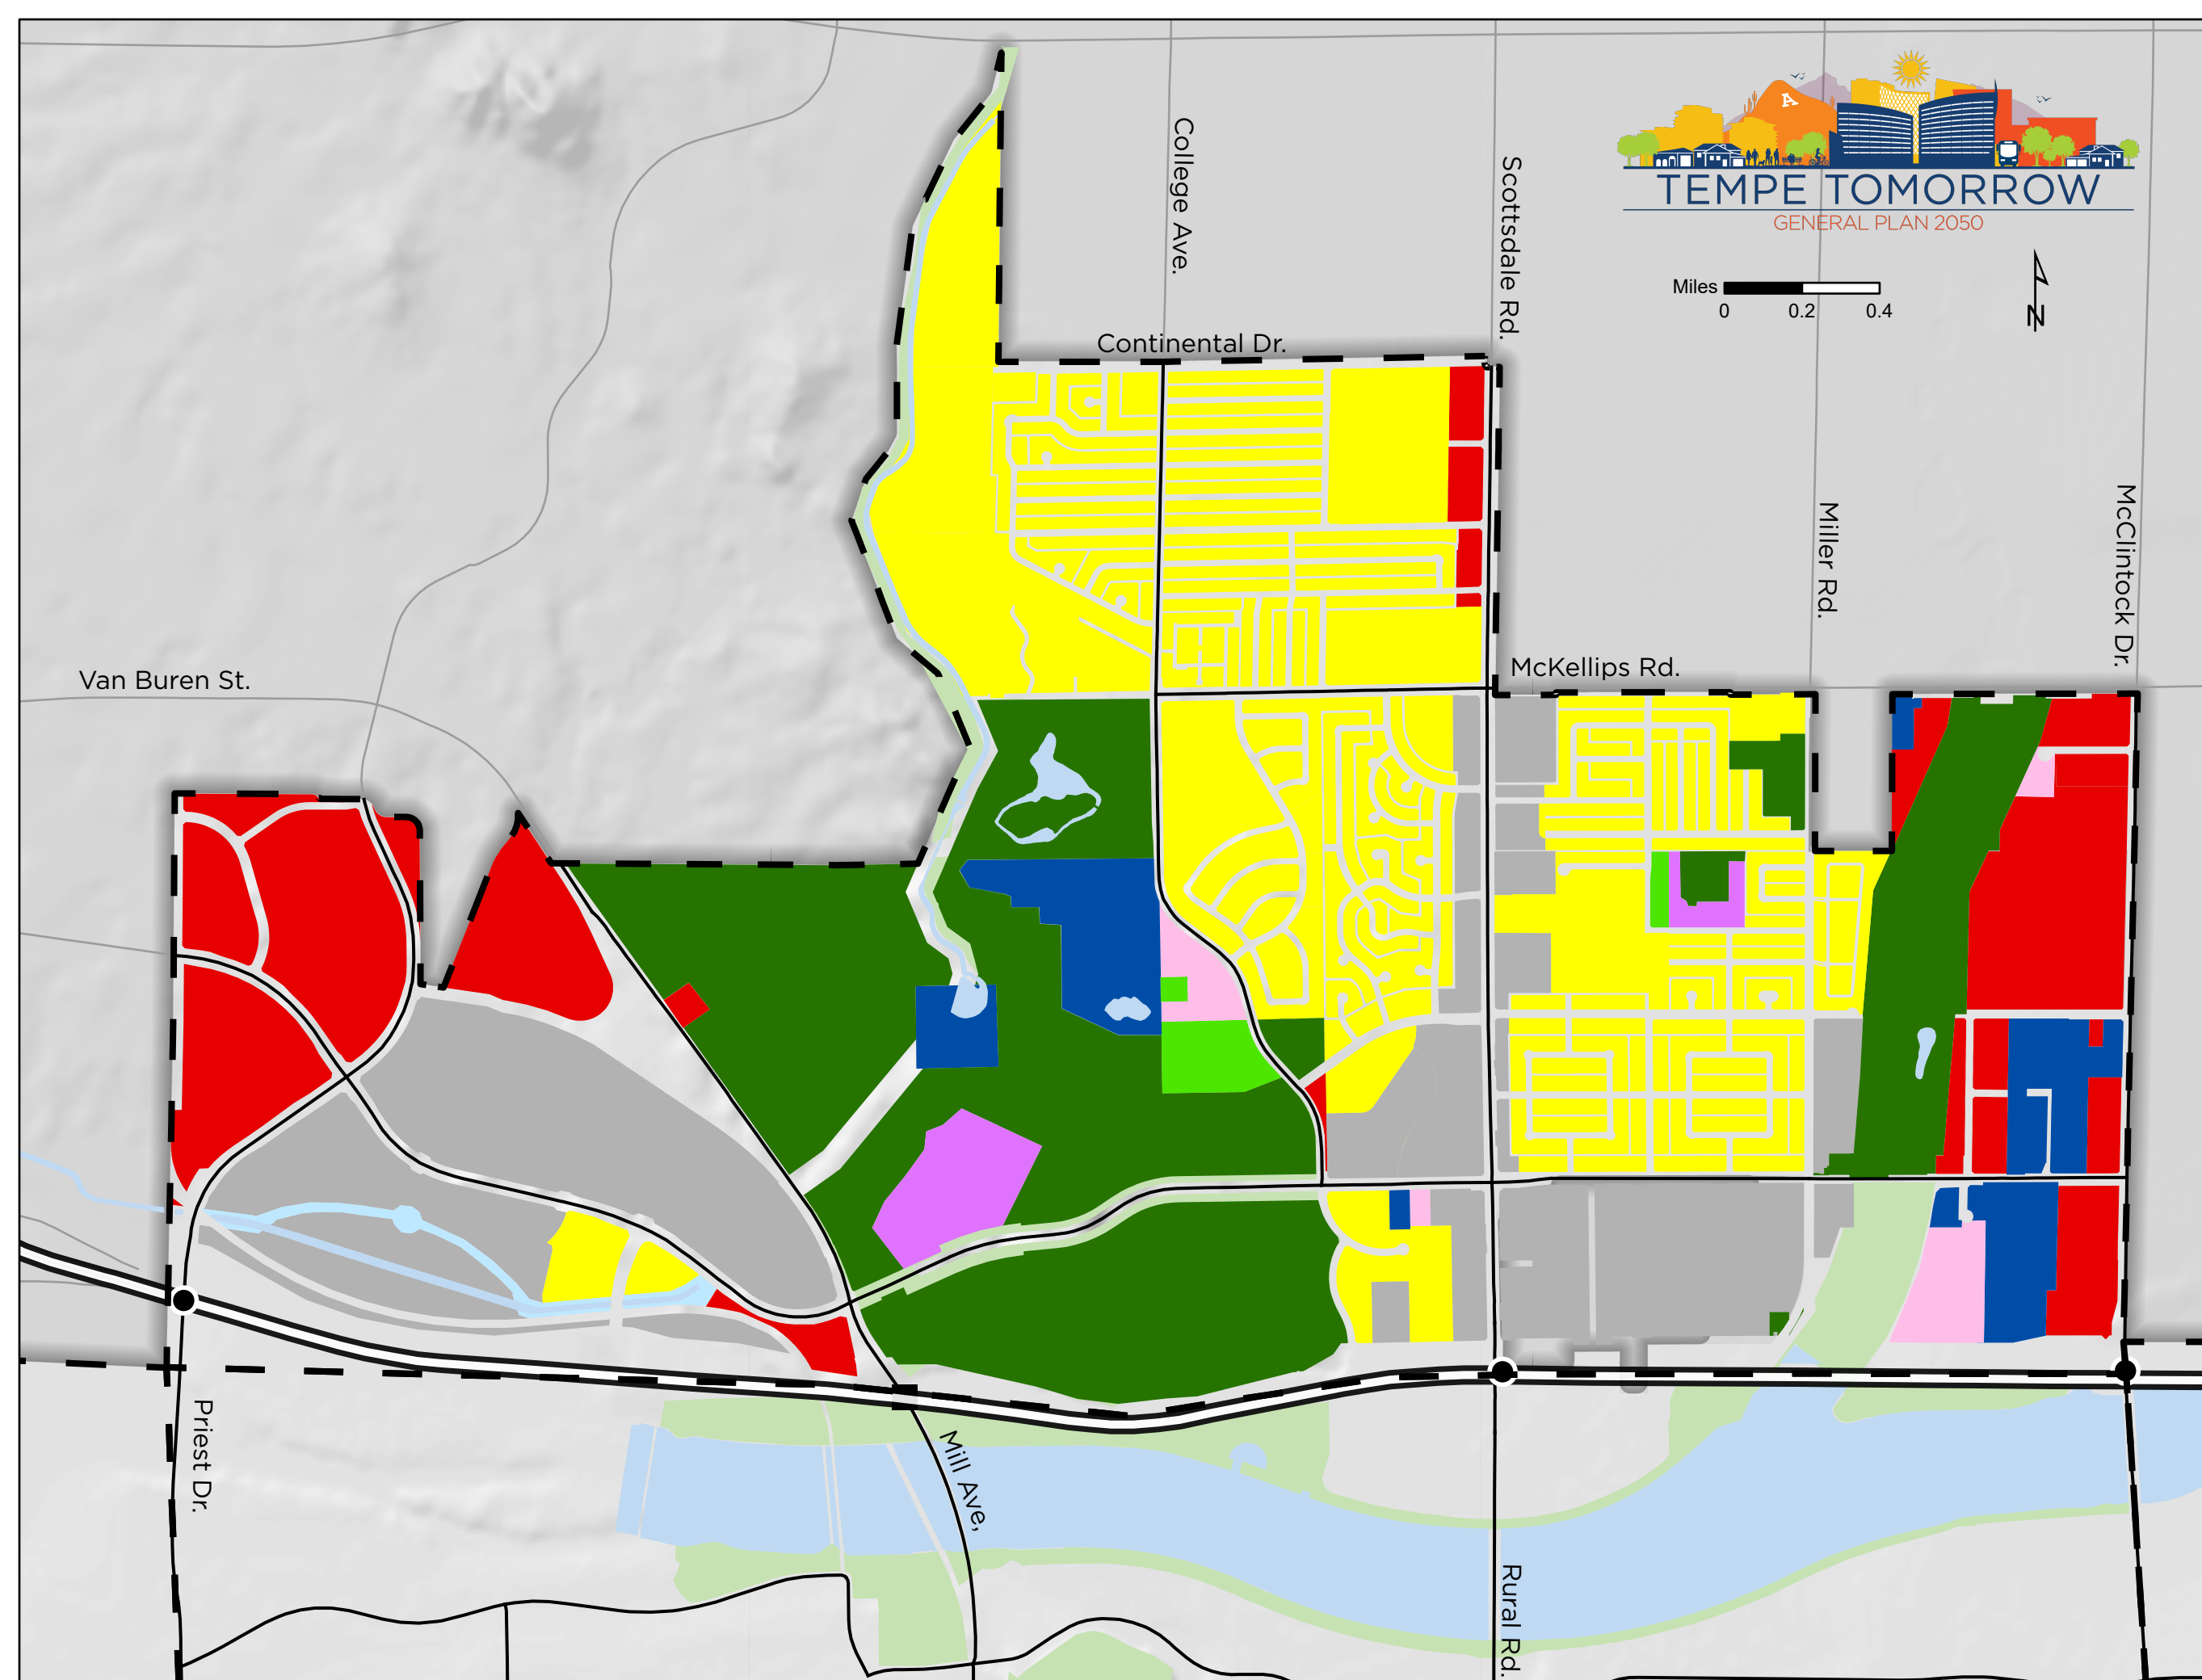 A
TEMPE TOMORROW
GENERAL PLAN 2050
Miles
0 0.2 0.4
N
College Ave.
Scottsdale Rd.
Continental Dr.
Miller Rd.
McClintock Dr.
McKellips Rd.
Van Buren St.
Priest Dr.
Mill Ave,
Rural Rd.